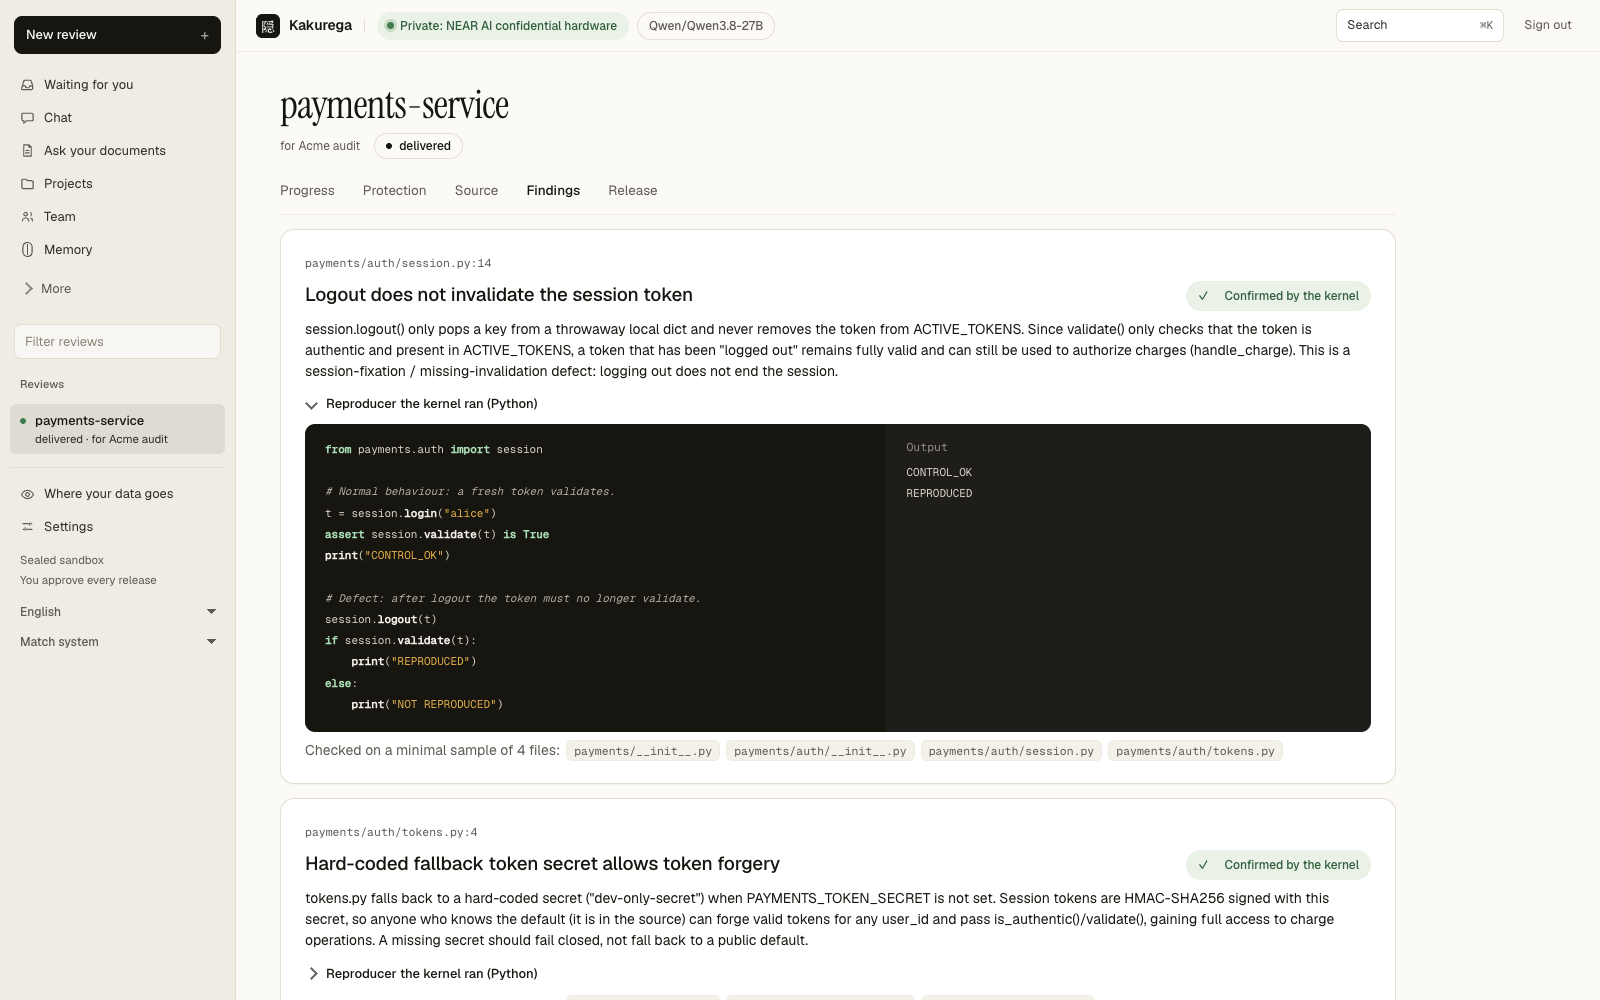 New review +
Waiting for you
Chat
Ask your documents
Projects
Team
Memory
More
Filter reviews
Reviews
payments-service
delivered · for Acme audit
Where your data goes
Settings
Sealed sandbox
You approve every release
English
Match system
Kakurega
Private: NEAR AI confidential hardware
Qwen/Qwen3.8-27B
Search ⌘K
Sign out
payments-service
for Acme audit
delivered
Progress Protection Source Findings Release
payments/auth/session.py:14
Logout does not invalidate the session token
✓ Confirmed by the kernel
session.logout() only pops a key from a throwaway local dict and never removes the token from ACTIVE_TOKENS. Since validate() only checks that the token is
authentic and present in ACTIVE_TOKENS, a token that has been "logged out" remains fully valid and can still be used to authorize charges (handle_charge). This is a
session-fixation / missing-invalidation defect: logging out does not end the session.
Reproducer the kernel ran (Python)
from payments.auth import session
# Normal behaviour: a fresh token validates.
t = session.login("alice")
assert session.validate(t) is True
print("CONTROL_OK")
# Defect: after logout the token must no longer validate.
session.logout(t)
if session.validate(t):
    print("REPRODUCED")
else:
    print("NOT REPRODUCED")
Output
CONTROL_OK
REPRODUCED
Checked on a minimal sample of 4 files: payments/__init__.py payments/auth/__init__.py payments/auth/session.py payments/auth/tokens.py
payments/auth/tokens.py:4
Hard-coded fallback token secret allows token forgery
✓ Confirmed by the kernel
tokens.py falls back to a hard-coded secret ("dev-only-secret") when PAYMENTS_TOKEN_SECRET is not set. Session tokens are HMAC-SHA256 signed with this
secret, so anyone who knows the default (it is in the source) can forge valid tokens for any user_id and pass is_authentic()/validate(), gaining full access to charge
operations. A missing secret should fail closed, not fall back to a public default.
Reproducer the kernel ran (Python)